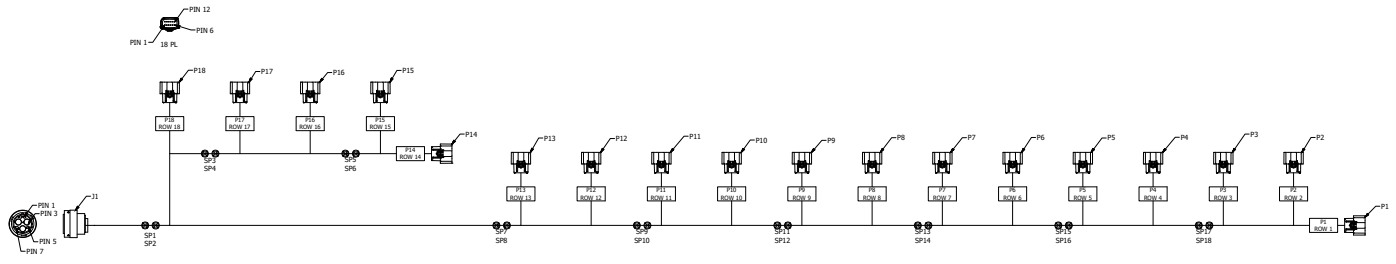 PIN 12
PIN 6
PIN 1
18 PL
P18
P17
P16
P15
P18
ROW 18
P17
ROW 17
P16
ROW 16
P15
ROW 15
P14
P14
ROW 14
SP3
SP4
SP5
SP6
P13
P12
P11
P10
P9
P8
P7
P6
P5
P4
P3
P2
P13
ROW 13
P12
ROW 12
P11
ROW 11
P10
ROW 10
P9
ROW 9
P8
ROW 8
P7
ROW 7
P6
ROW 6
P5
ROW 5
P4
ROW 4
P3
ROW 3
P2
ROW 2
J1
PIN 1
PIN 3
PIN 5
PIN 7
P1
P1
ROW 1
SP1
SP2
SP7
SP8
SP9
SP10
SP11
SP12
SP13
SP14
SP15
SP16
SP17
SP18